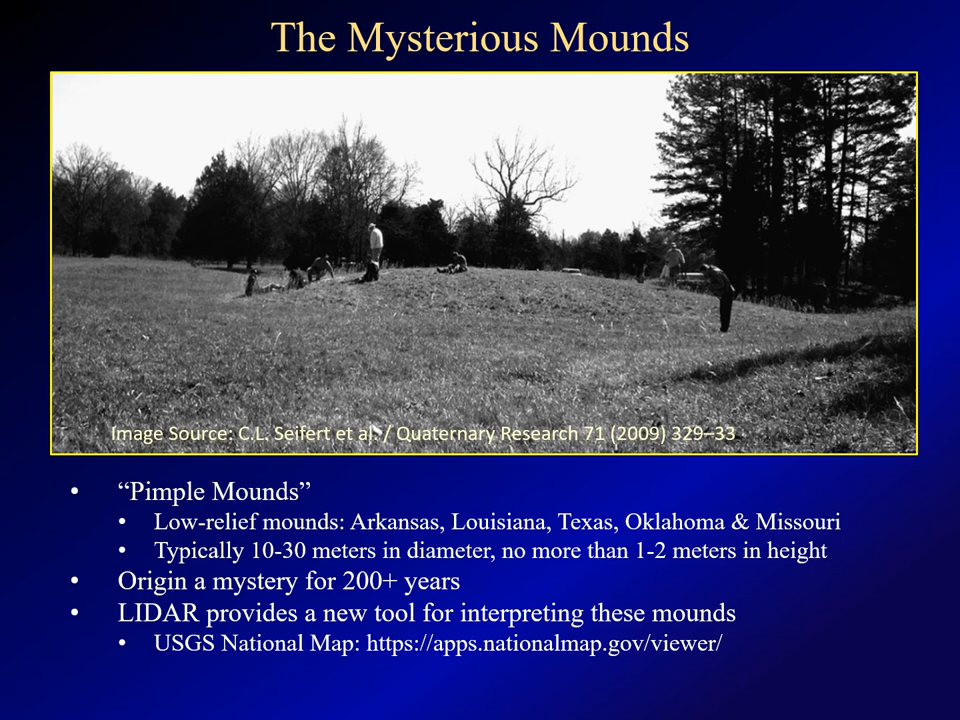 The Mysterious Mounds
Image Source: C.L. Seifert et al. / Quaternary Research 71 (2009) 329–33
• “Pimple Mounds”
• Low-relief mounds: Arkansas, Louisiana, Texas, Oklahoma & Missouri
• Typically 10-30 meters in diameter, no more than 1-2 meters in height
• Origin a mystery for 200+ years
• LIDAR provides a new tool for interpreting these mounds
• USGS National Map: https://apps.nationalmap.gov/viewer/